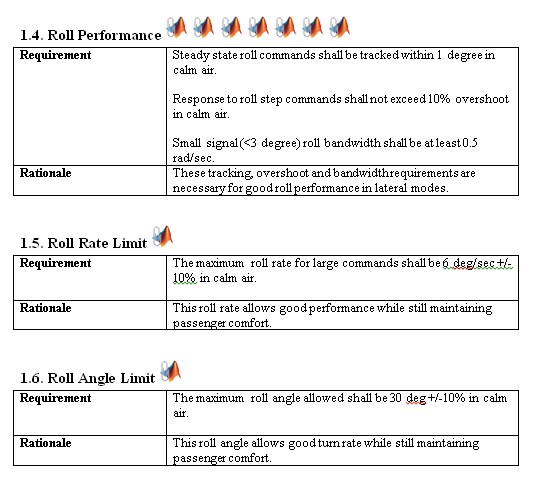 1.4. Roll Performance
Requirement
Steady state roll commands shall be tracked within 1 degree in
calm air.
Response to roll step commands shall not exceed 10% overshoot
in calm air.
Small signal (<3 degree) roll bandwidth shall be at least 0.5
rad/sec.
Rationale
These tracking, overshoot and bandwidth requirements are
necessary for good roll performance in lateral modes.
1.5. Roll Rate Limit
Requirement
The maximum roll rate for large commands shall be 6 deg/sec +/-
10% in calm air.
Rationale
This roll rate allows good performance while still maintaining
passenger comfort.
1.6. Roll Angle Limit
Requirement
The maximum roll angle allowed shall be 30 deg +/-10% in calm
air.
Rationale
This roll angle allows good turn rate while still maintaining
passenger comfort.